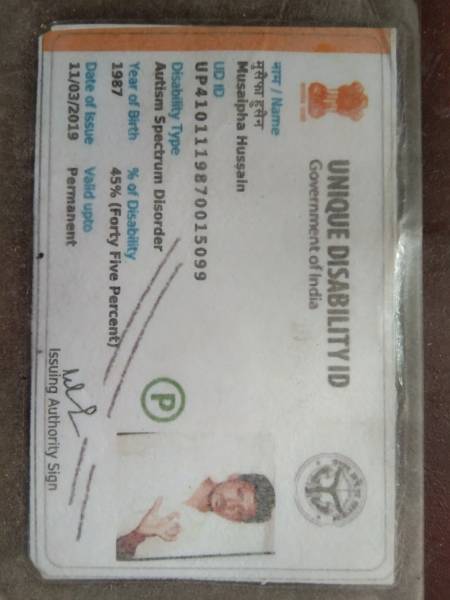 UNIQUE DISABILITY ID
Government of India
नाम / Name
मुसैफा हुसैन
Musaipha Hussain
UD ID
UP4101119870015099
Disability Type
Autism Spectrum Disorder
Year of Birth % of Disability
1987 45% (Forty Five Percent)
Date of Issue Valid upto
11/03/2019 Permanent
P
Issuing Authority Sign